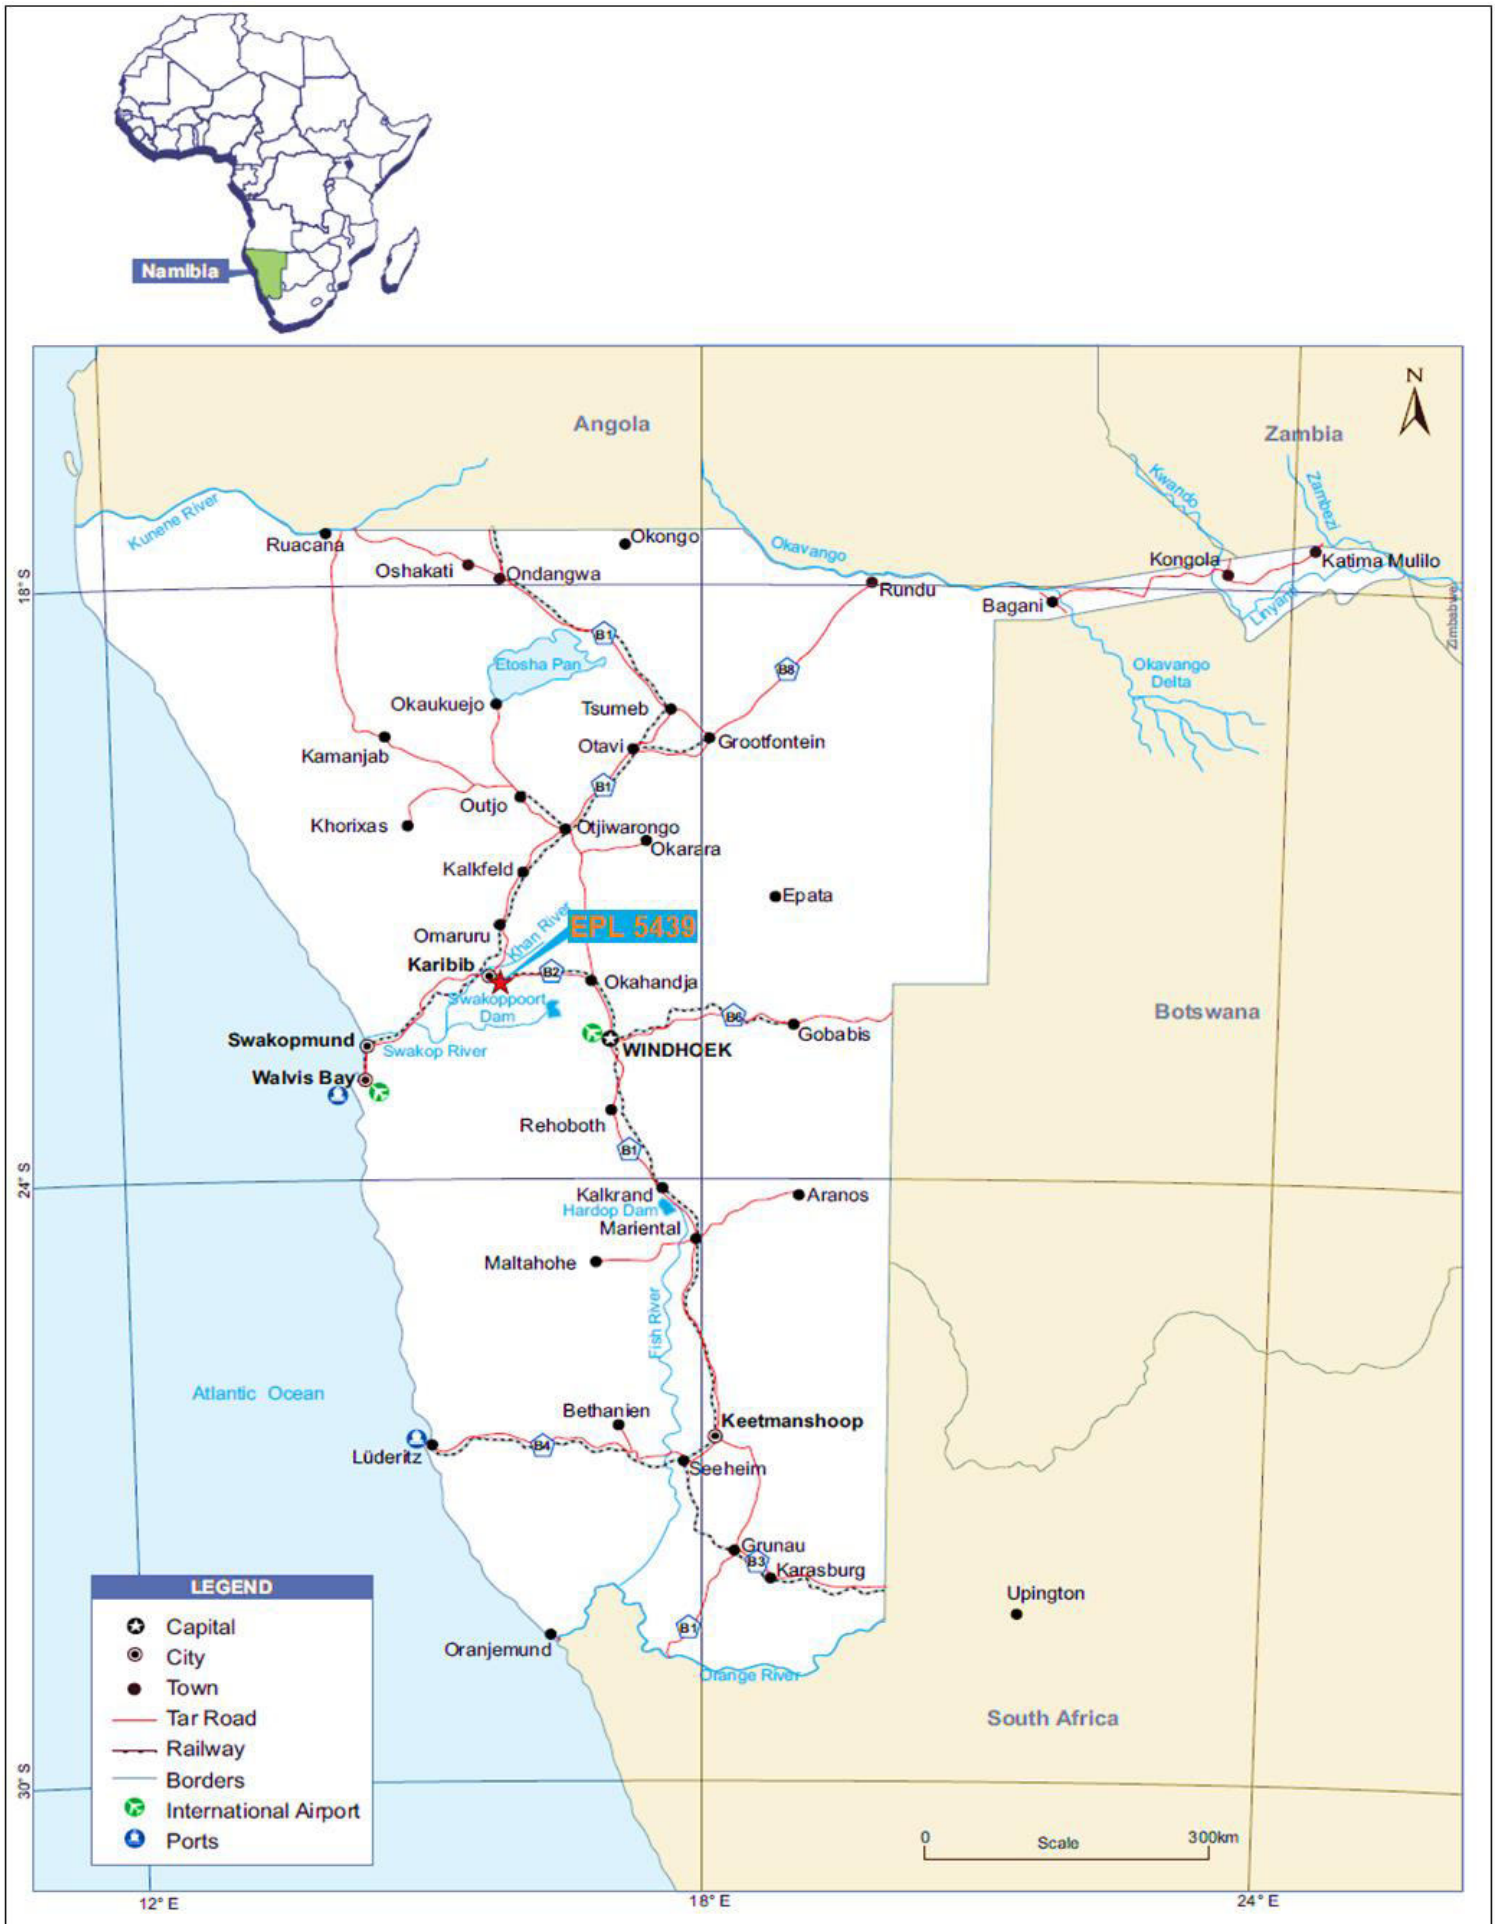 Namibia
N
Angola
Zambia
Kwando
Zambezi
Kunene River
Ruacana
Okongo
Okavango
Oshakati
Ondangwa
Kongola
Katima Mulilo
18° S
Rundu
Bagani
Linyanti
Zimbabwe
B1
Etosha Pan
B8
Okavango
Delta
Okaukuejo
Tsumeb
Otavi
Grootfontein
Kamanjab
B1
Outjo
Khorixas
Otjiwarongo
Okarara
Kalkfeld
Epata
Khan River
EPL 5439
Omaruru
Karibib
B2
Okahandja
Swakoppoort
Dam
B6
Botswana
Gobabis
Swakopmund
Swakop River
WINDHOEK
Walvis Bay
Rehoboth
B1
24° S
Kalkrand
Aranos
Hardop Dam
Mariental
Maltahohe
Fish River
Atlantic Ocean
Bethanien
Keetmanshoop
B4
Lüderitz
Seeheim
Grunau
B3
Karasburg
Upington
B1
Oranjemund
Orange River
South Africa
LEGEND
Capital
City
Town
Tar Road
Railway
Borders
International Airport
Ports
30° S
0
Scale
300km
12° E
18° E
24° E